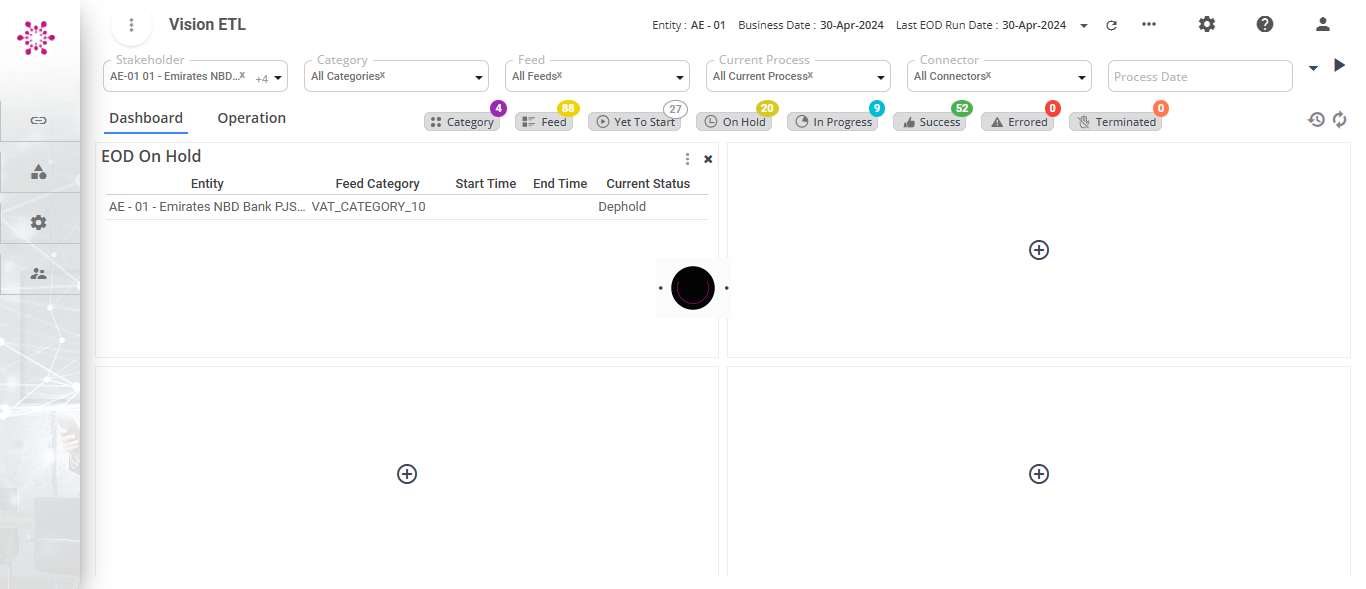 Vision ETL
Entity : AE - 01 Business Date : 30-Apr-2024 Last EOD Run Date : 30-Apr-2024
Stakeholder Category Feed Current Process Connector
AE-01 01 - Emirates NBD...x +4 All Categoriesx All Feedsx All Current Processx All Connectorsx Process Date
4 88 27 20 9 52 0 0
Dashboard Operation Category Feed Yet To Start On Hold In Progress Success Errored Terminated
EOD On Hold
Entity Feed Category Start Time End Time Current Status
AE - 01 - Emirates NBD Bank PJS... VAT_CATEGORY_10 Dephold